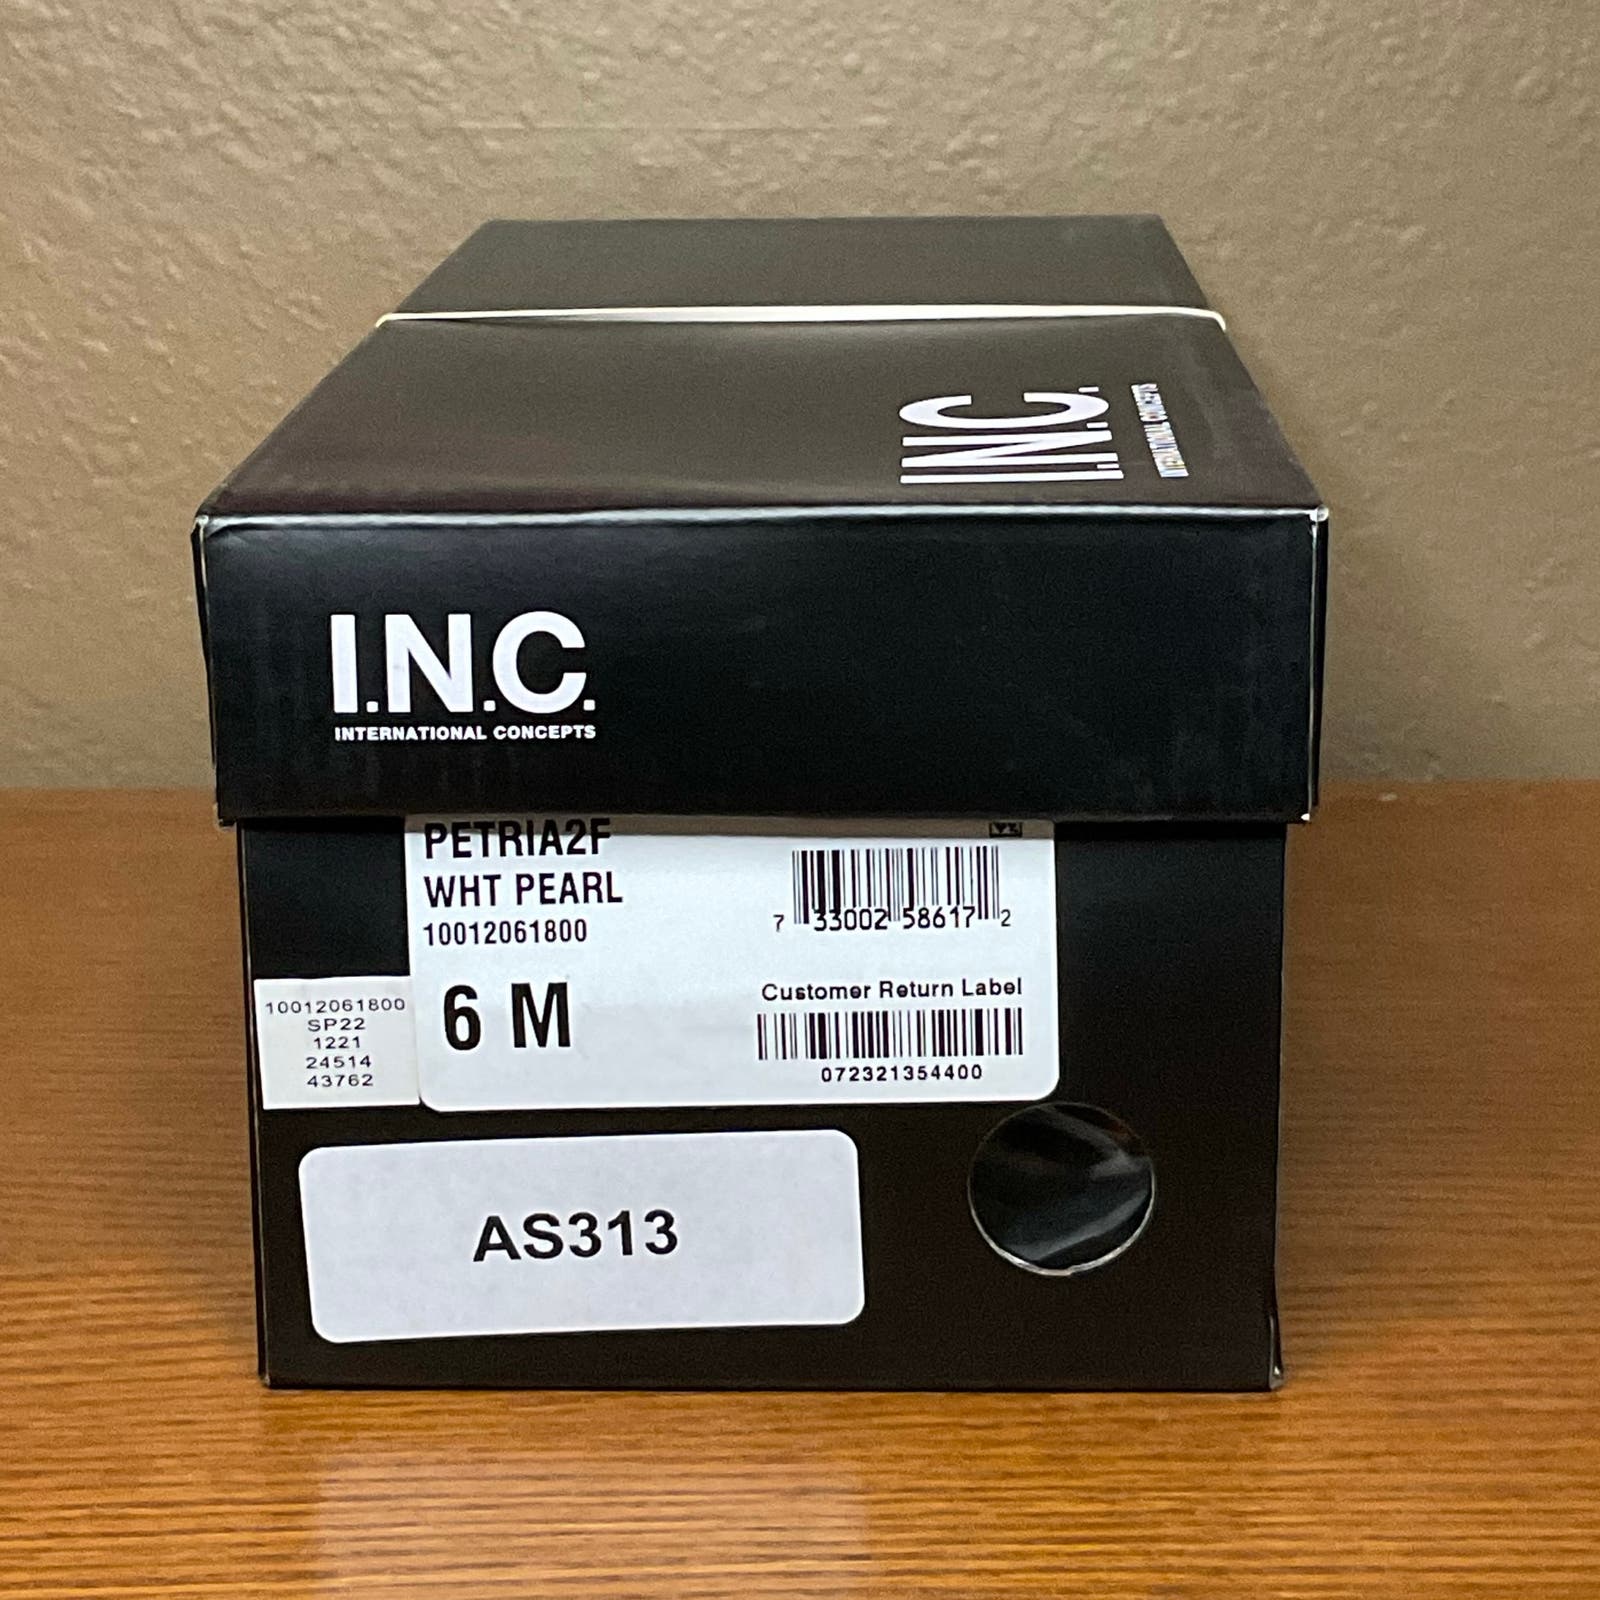 I.N.C.
INTERNATIONAL CONCEPTS
I.N.C.
INTERNATIONAL CONCEPTS
PETRIA2F
WHT PEARL
10012061800
6 M
7 33002 58617 2
Customer Return Label
072321354400
10012061800
SP22
1221
24514
43762
AS313